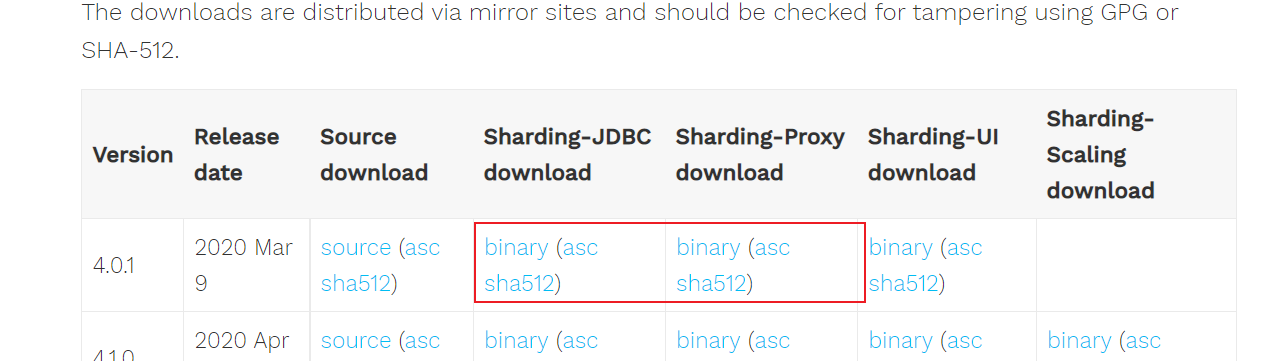 The downloads are distributed via mirror sites and should be checked for tampering using GPG or
SHA-512.
Version
Release
date
Source
download
Sharding-JDBC
download
Sharding-Proxy
download
Sharding-UI
download
Sharding-
Scaling
download
4.0.1
2020 Mar
9
source (asc
sha512)
binary (asc
sha512)
binary (asc
sha512)
binary (asc
sha512)
4.1.0
2020 Apr
source (asc
binary (asc
binary (asc
binary (asc
binary (asc